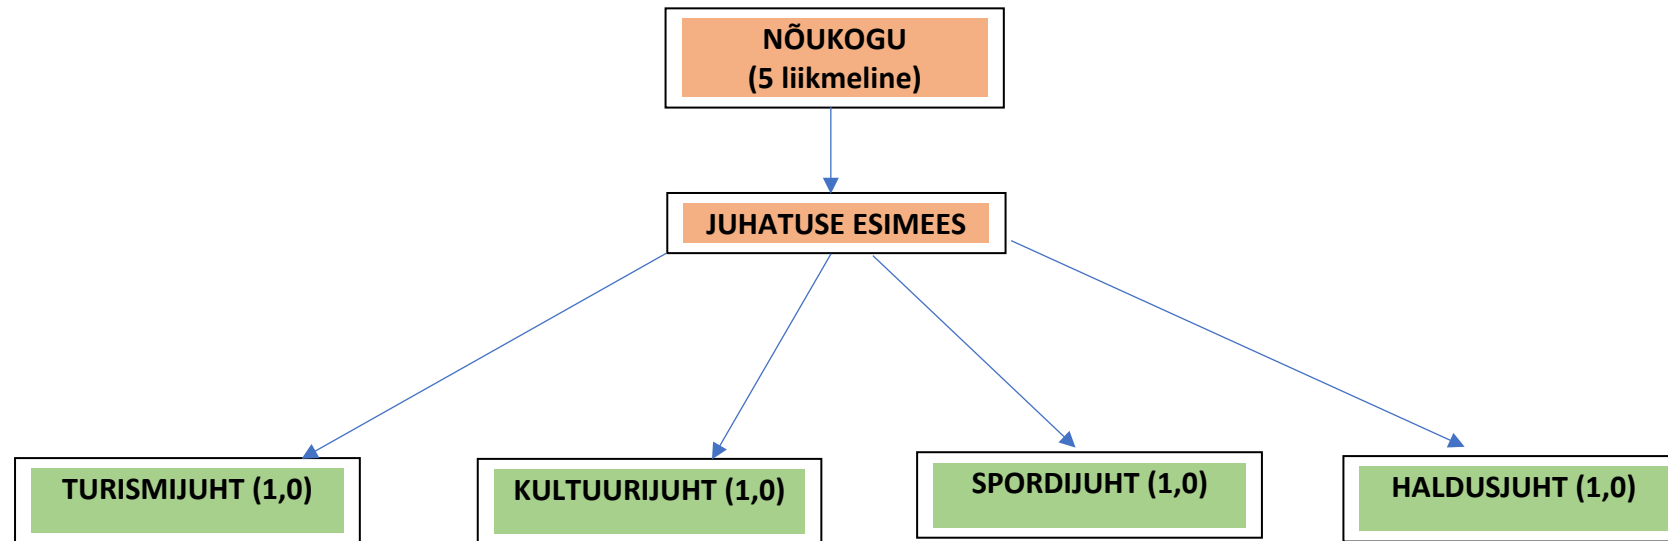 NÕUKOGU
(5 liikmeline)
JUHATUSE ESIMEES
TURISMIJUHT (1,0)
KULTUURIJUHT (1,0)
SPORDIJUHT (1,0)
HALDUSJUHT (1,0)